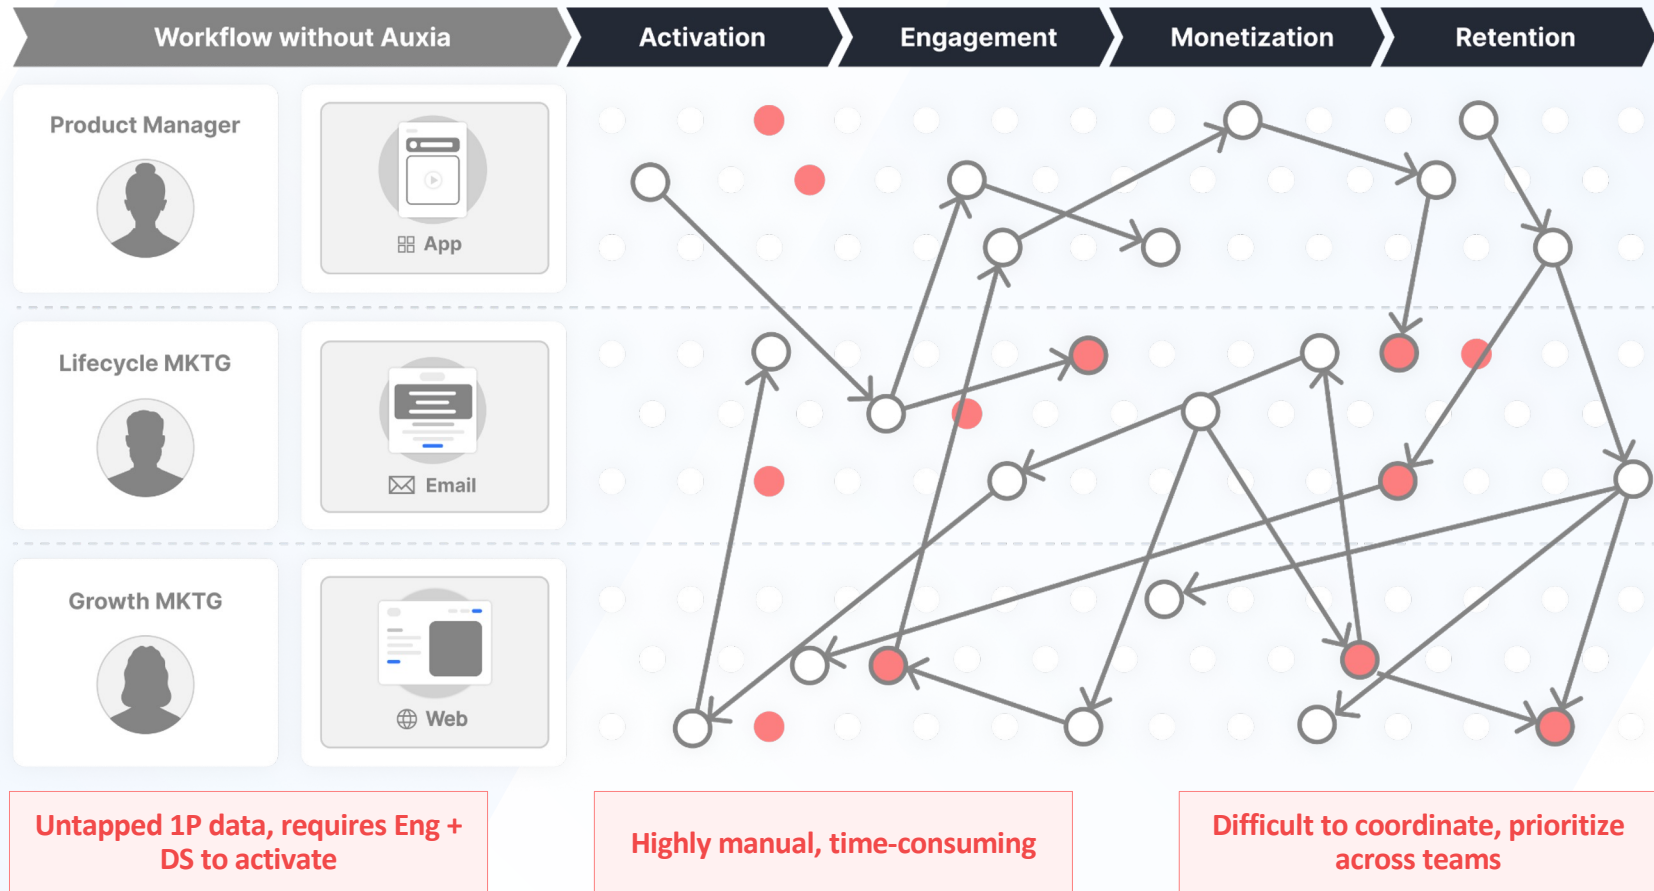 Workflow without Auxia
Activation
Engagement
Monetization
Retention
Product Manager
App
Lifecycle MKTG
Email
Growth MKTG
Web
Untapped 1P data, requires Eng +
DS to activate
Highly manual, time-consuming
Difficult to coordinate, prioritize
across teams